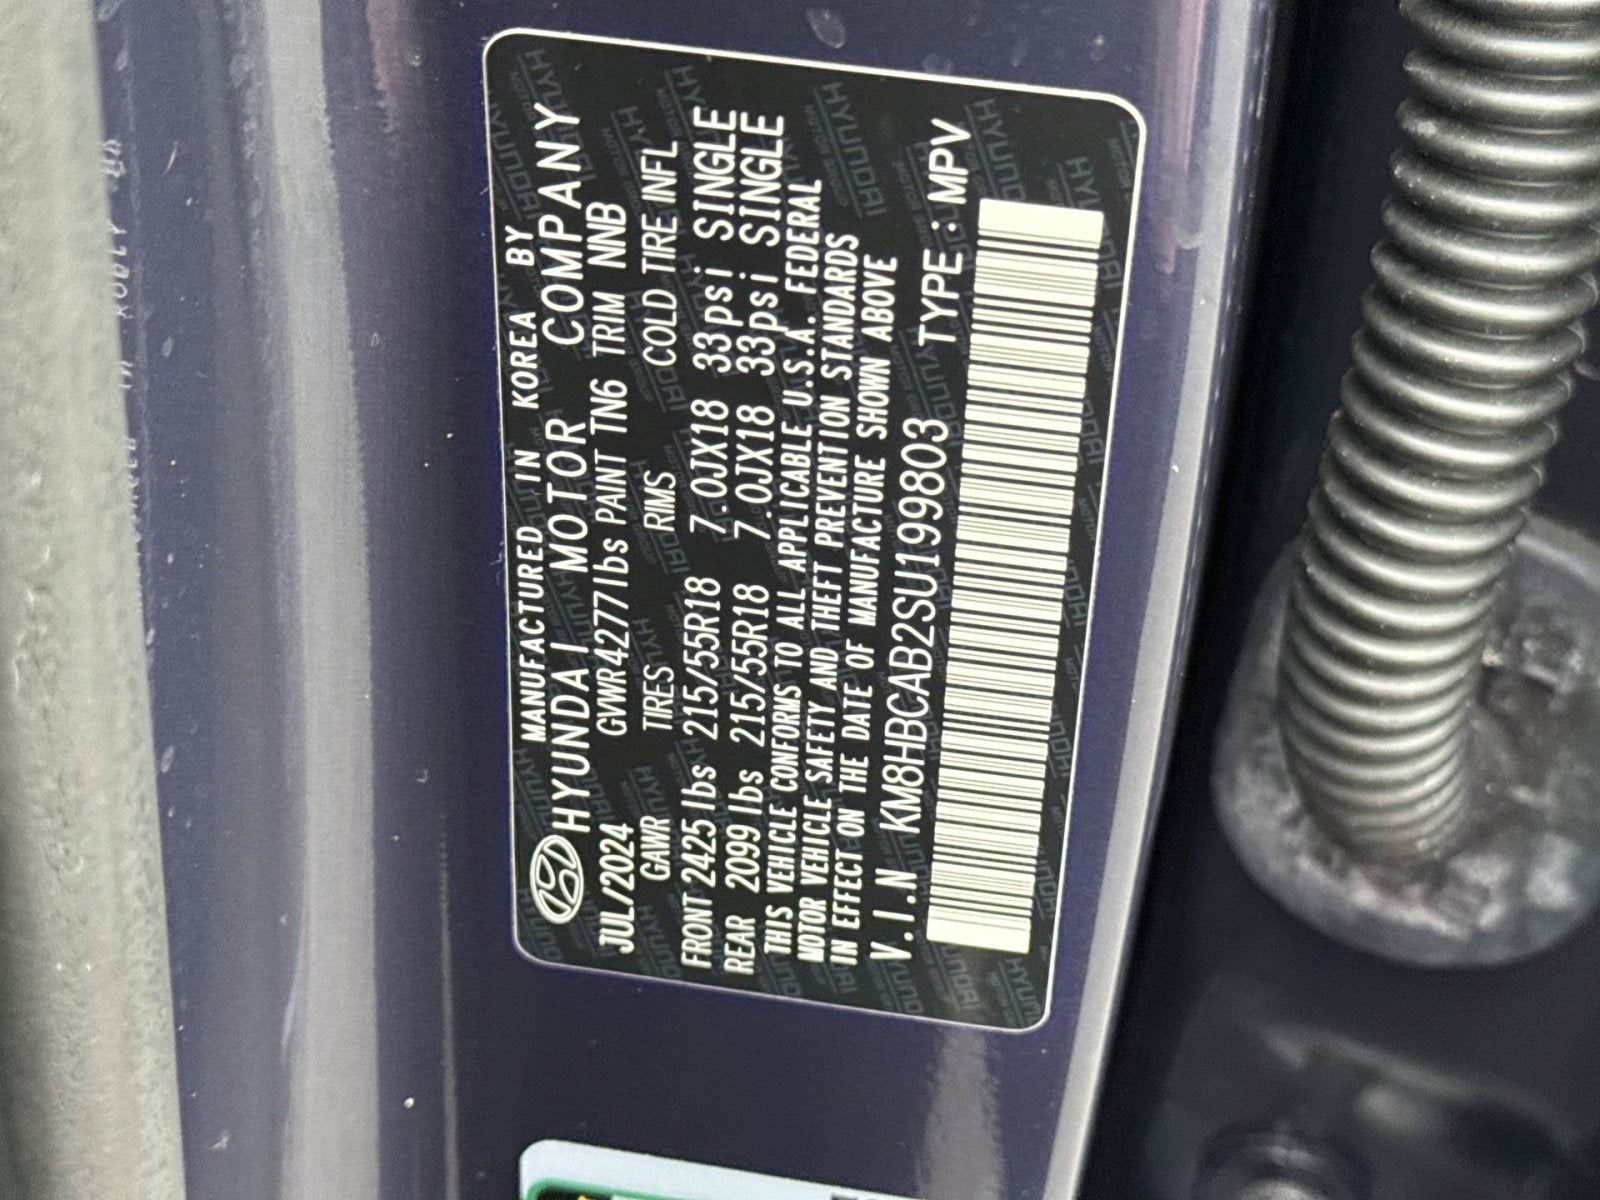 MANUFACTURED IN KOREA BY
HYUNDAI MOTOR COMPANY
JUL/2024 GVWR 4277lbs PAINT TN6 TRIM NNB
GAWR TIRES RIMS COLD TIRE INFL
FRONT 2425lbs 215/55R18 7.0JX18 33psi SINGLE
REAR 2099lbs 215/55R18 7.0JX18 33psi SINGLE
THIS VEHICLE CONFORMS TO ALL APPLICABLE U.S.A. FEDERAL
MOTOR VEHICLE SAFETY AND THEFT PREVENTION STANDARDS
IN EFFECT ON THE DATE OF MANUFACTURE SHOWN ABOVE
V.I.N KM8HBCAB2SU199803 TYPE:MPV